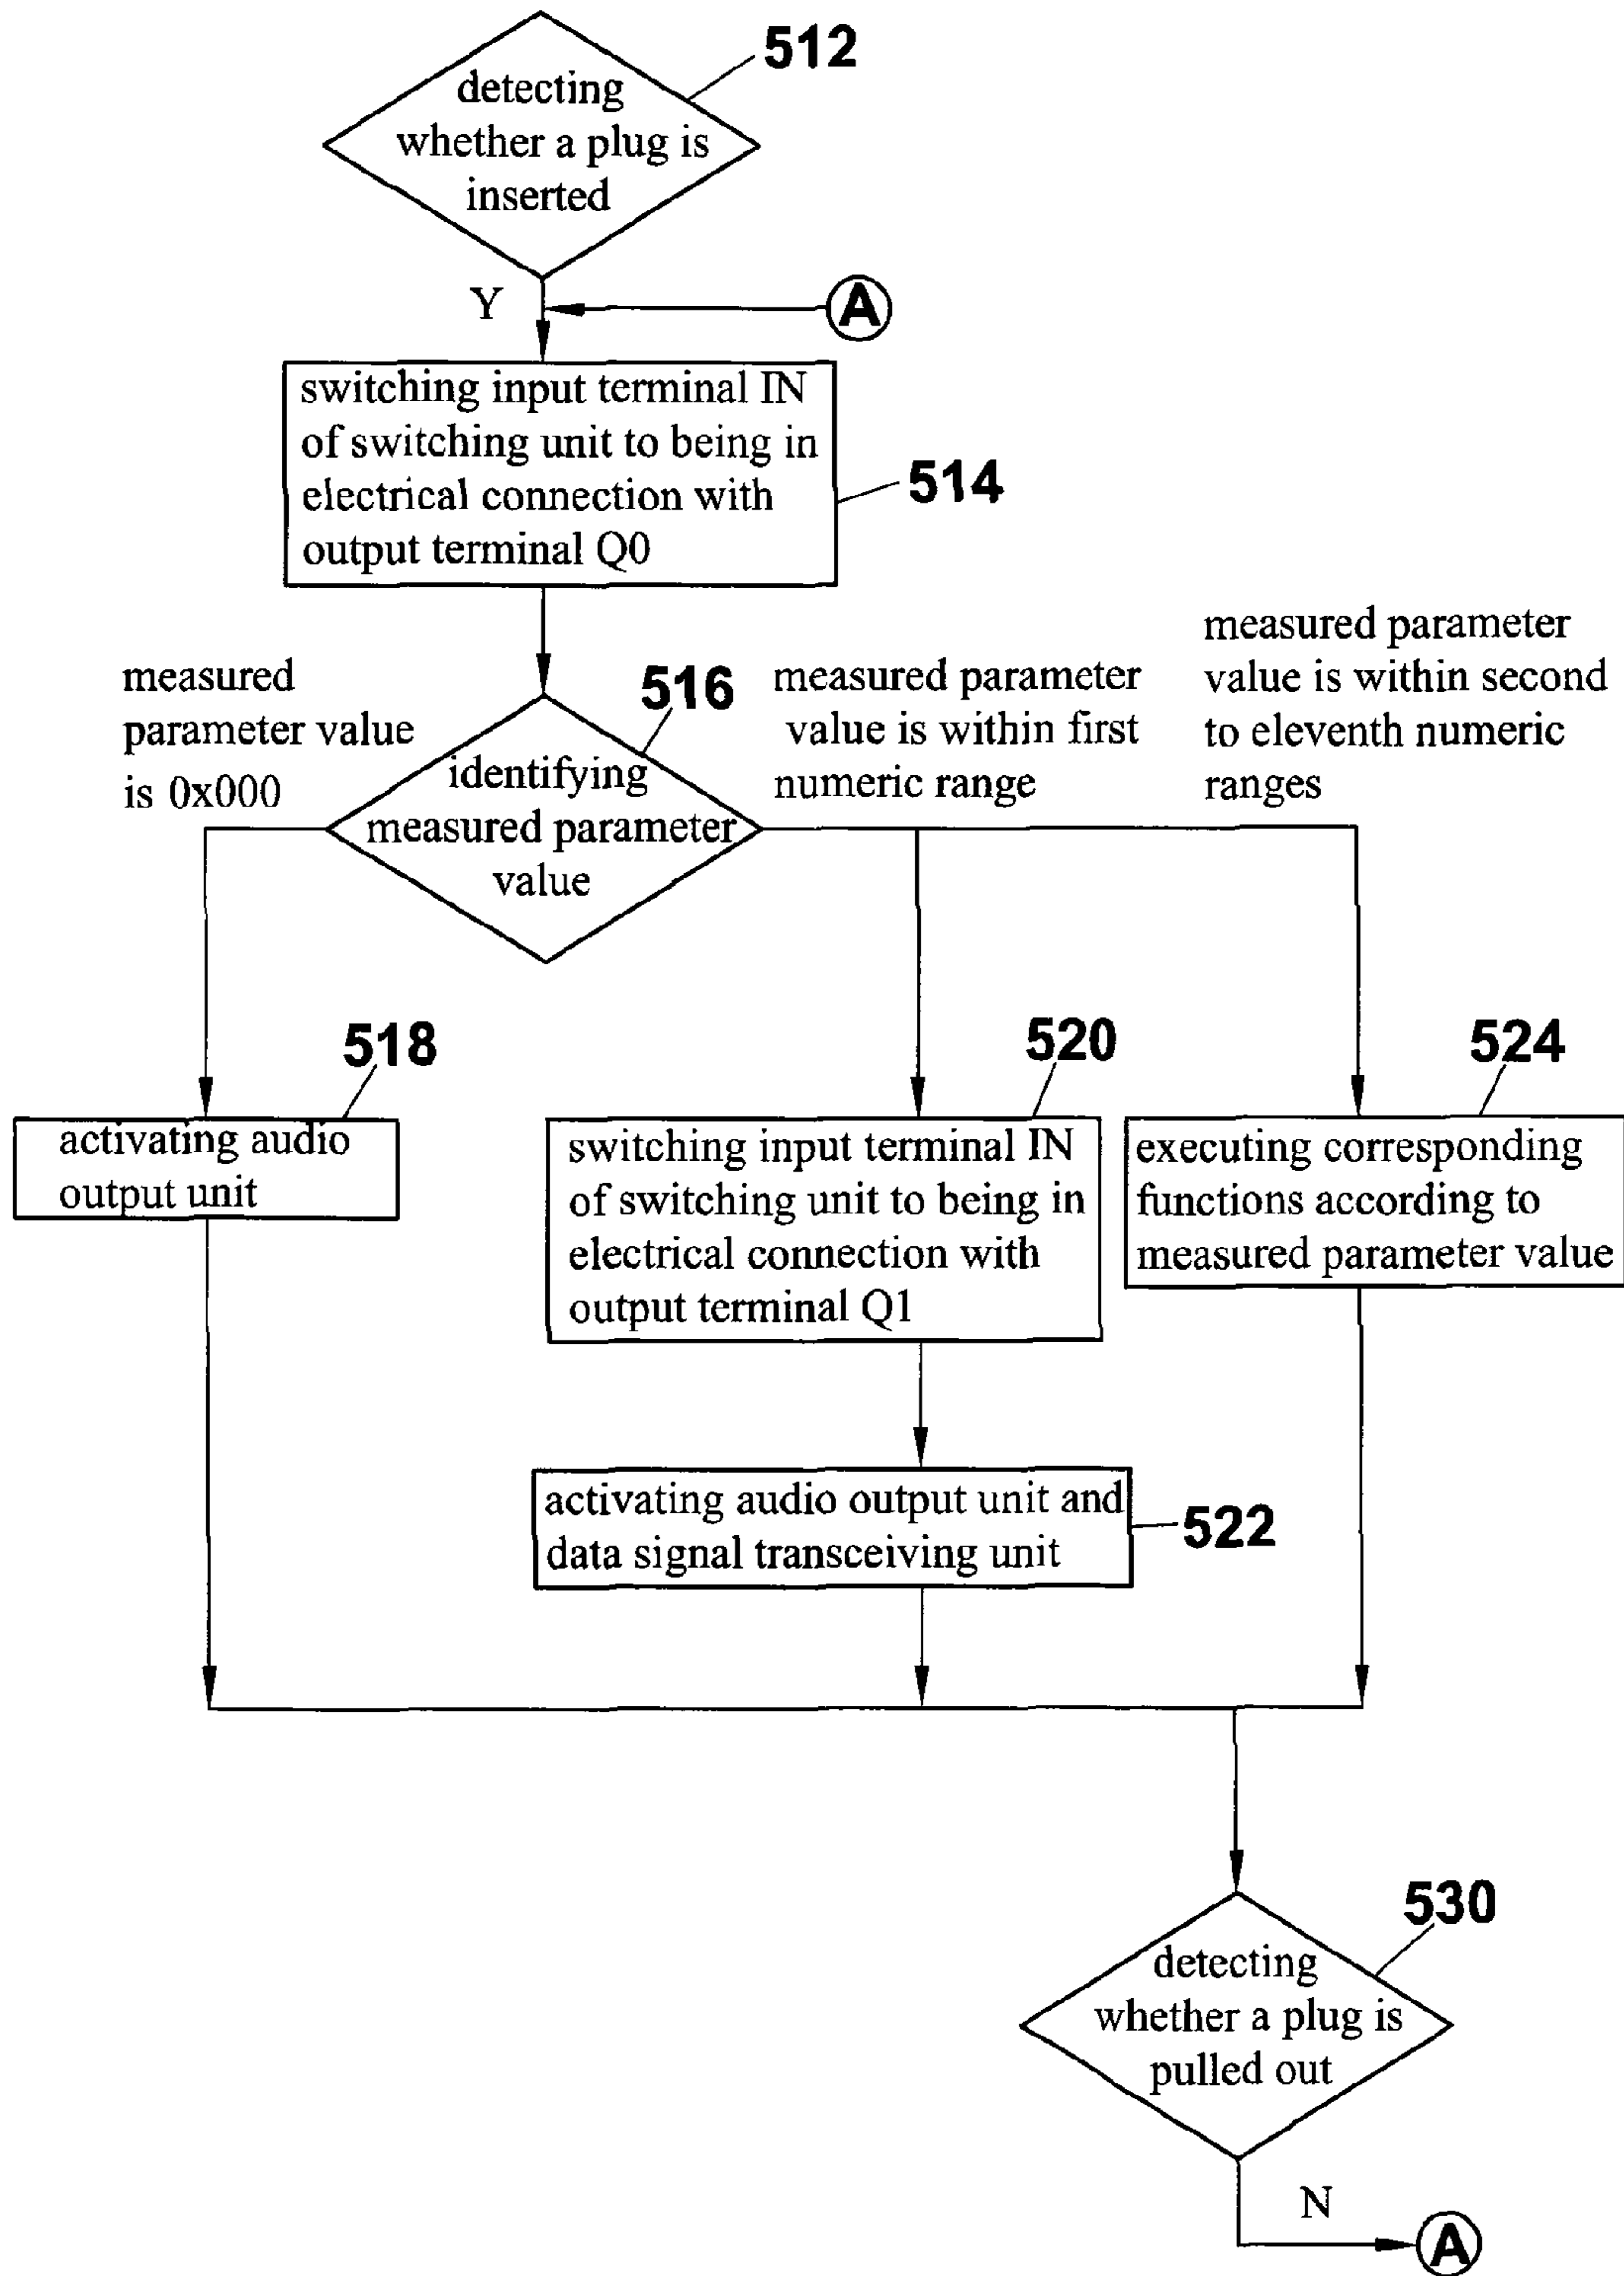 512
detecting
whether a plug is
inserted
Y
A
switching input terminal IN
of switching unit to being in
electrical connection with
output terminal Q0
514
measured
parameter value
is 0x000
516
measured parameter
value is within first
numeric range
measured parameter
value is within second
to eleventh numeric
ranges
identifying
measured parameter
value
518
activating audio
output unit
520
switching input terminal IN
of switching unit to being in
electrical connection with
output terminal Q1
524
executing corresponding
functions according to
measured parameter value
activating audio output unit and
data signal transceiving unit
522
530
detecting
whether a plug is
pulled out
N
A